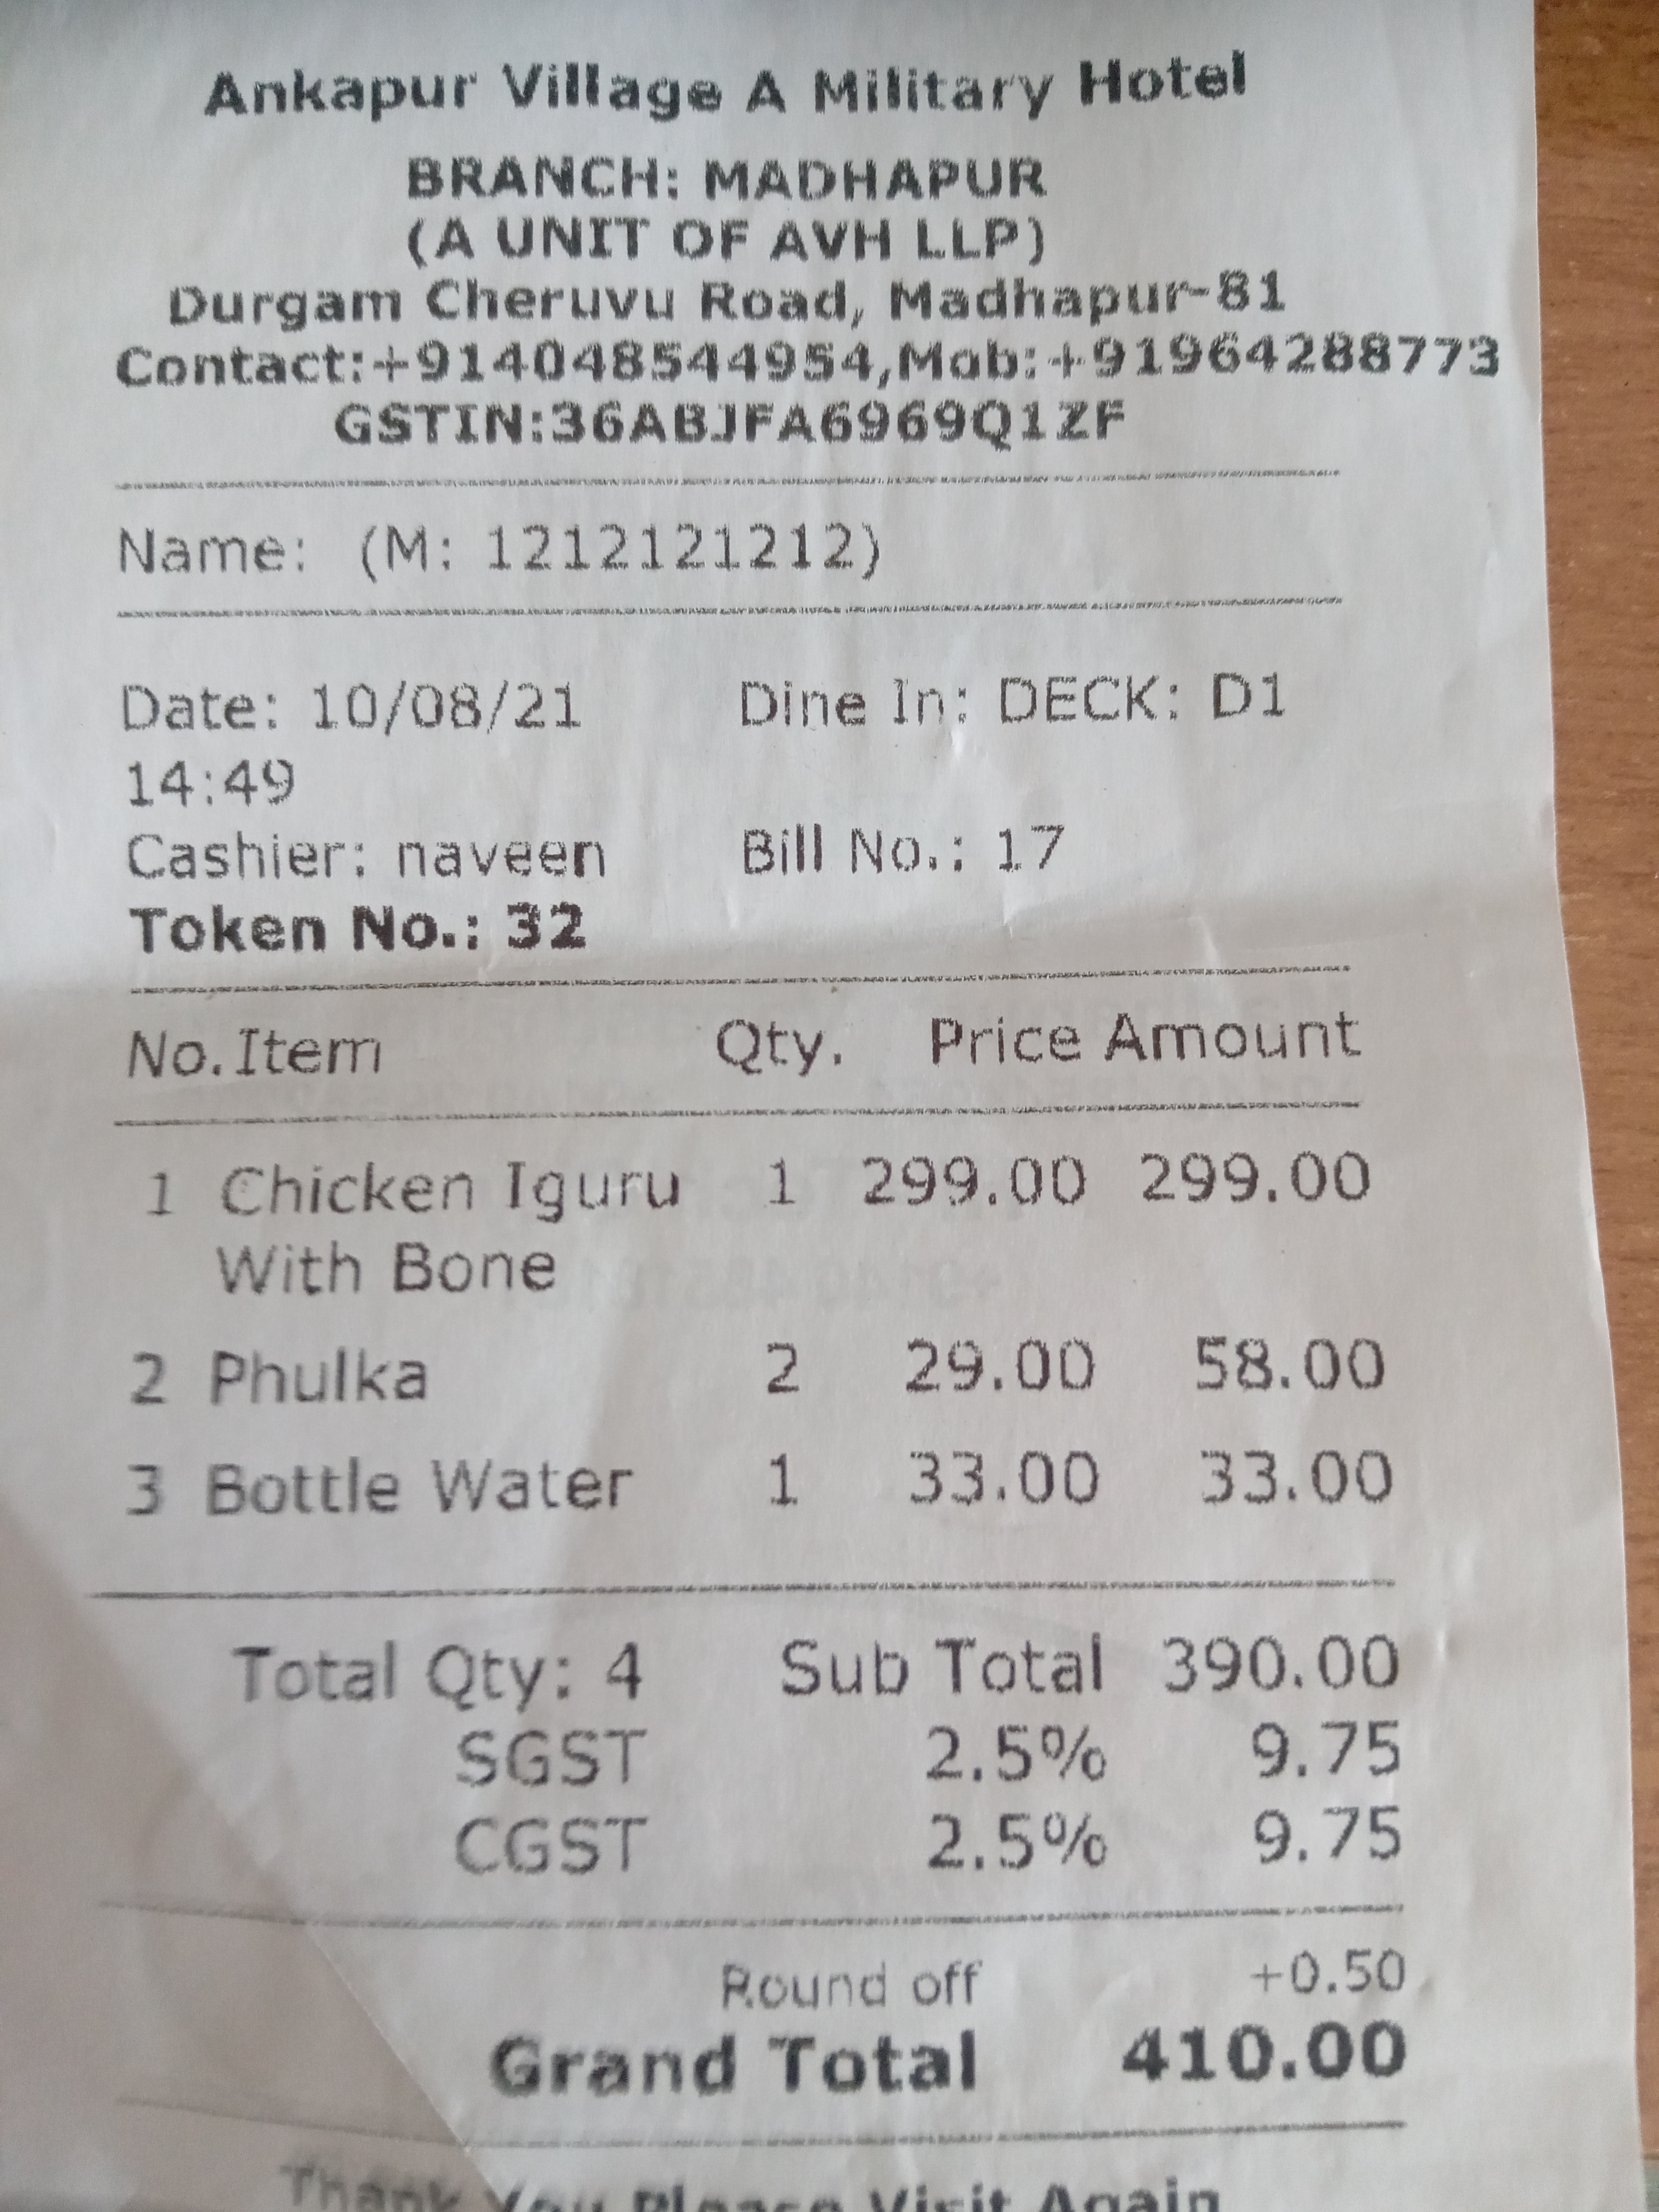 Ankapur Village A Military Hotel
BRANCH: MADHAPUR
(A UNIT OF AVH LLP)
Durgam Cheruvu Road, Madhapur-81
Contact:+914048544954,Mob:+91964288773
GSTIN:36ABJFA6969Q1ZF
Name: (M: 1212121212)
Date: 10/08/21 Dine In: DECK: D1
14:49
Cashier: naveen Bill No.: 17
Token No.: 32
No.Item Qty. Price Amount
1 Chicken Iguru 1 299.00 299.00
With Bone
2 Phulka 2 29.00 58.00
3 Bottle Water 1 33.00 33.00
Total Qty: 4 Sub Total 390.00
SGST 2.5% 9.75
CGST 2.5% 9.75
Round off +0.50
Grand Total 410.00
Thank You Please Visit Again